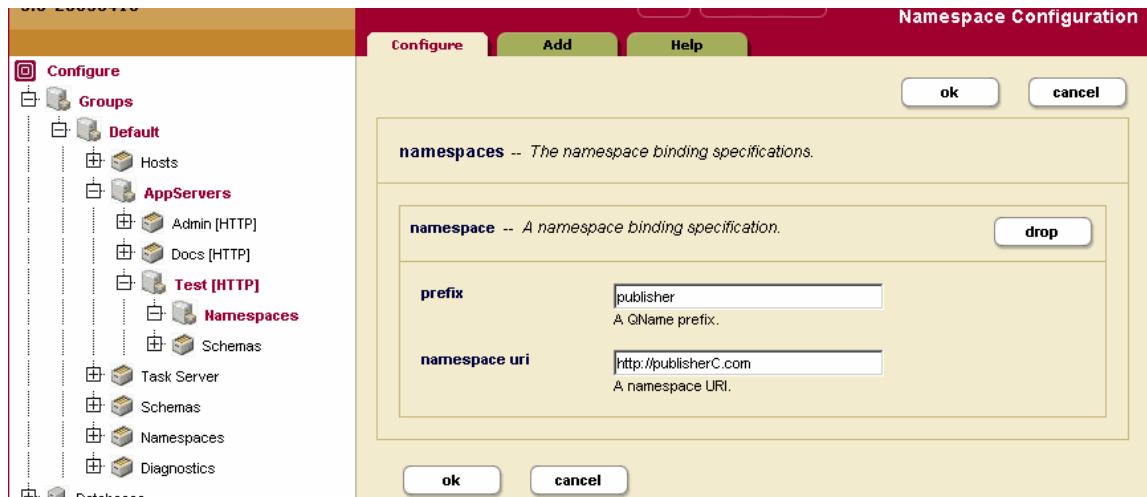 Namespace Configuration
Configure
Add
Help
Configure
Groups
Default
Hosts
AppServers
Admin [HTTP]
Docs [HTTP]
Test [HTTP]
Namespaces
Schemas
Task Server
Schemas
Namespaces
Diagnostics
ok
cancel
namespaces -- The namespace binding specifications.
namespace -- A namespace binding specification.
drop
prefix
publisher
A QName prefix.
namespace uri
http://publisherC.com
A namespace URI.
ok
cancel